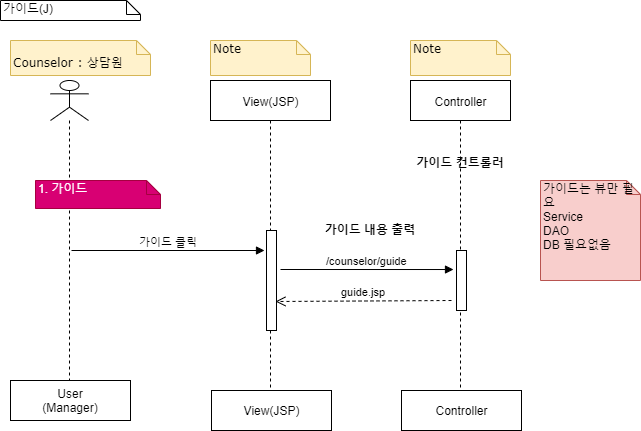 가이드(J)
Counselor : 상담원
Note
Note
View(JSP)
Controller
가이드 컨트롤러
1. 가이드
가이드는 뷰만 필
요
Service
DAO
DB 필요없음
가이드 내용 출력
가이드 클릭
/counselor/guide
guide.jsp
User
(Manager)
View(JSP)
Controller